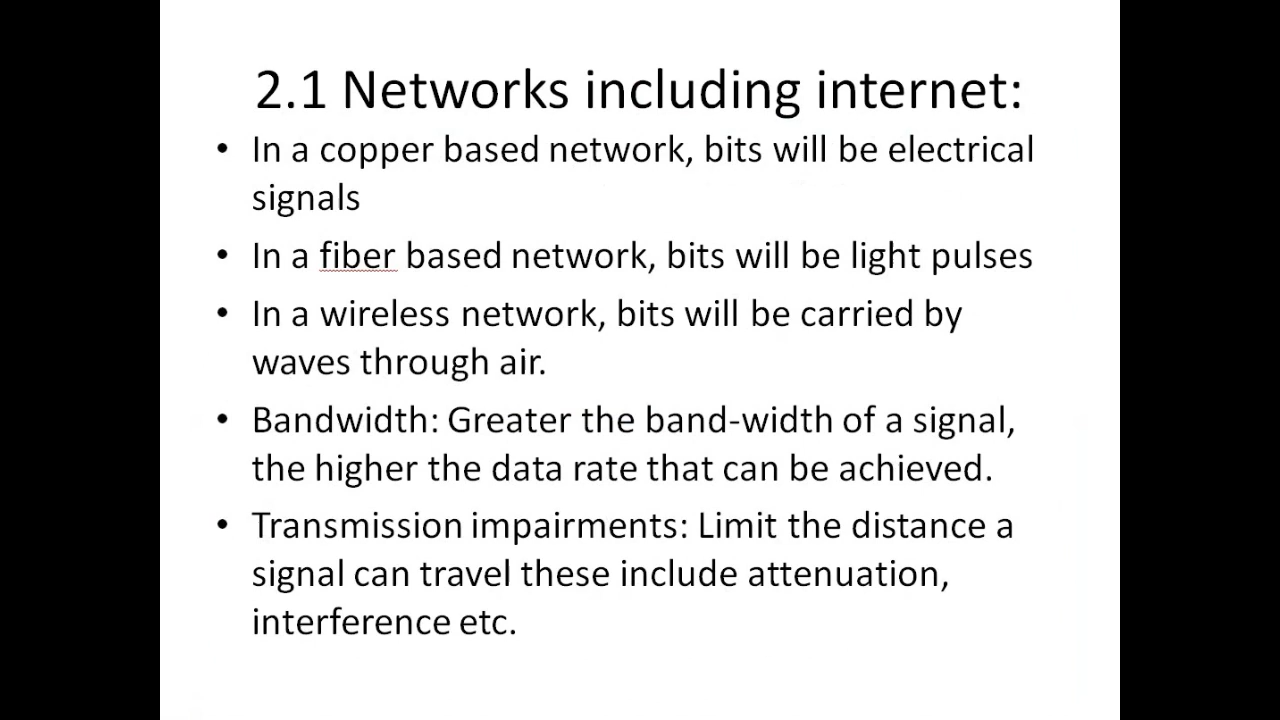 2.1 Networks including internet:
• In a copper based network, bits will be electrical
signals
• In a fiber based network, bits will be light pulses
• In a wireless network, bits will be carried by
waves through air.
• Bandwidth: Greater the band-width of a signal,
the higher the data rate that can be achieved.
• Transmission impairments: Limit the distance a
signal can travel these include attenuation,
interference etc.